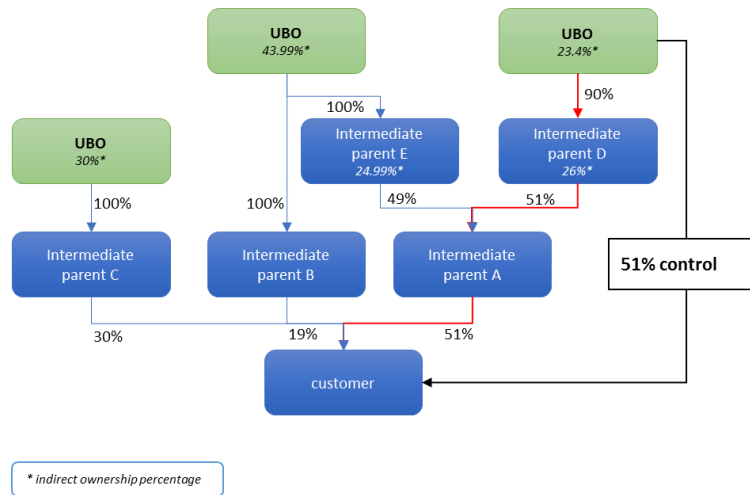 UBO
43.99%*
UBO
23.4%*
100%
90%
UBO
30%*
Intermediate
parent E
24.99%*
Intermediate
parent D
26%*
100%
100%
49%
51%
Intermediate
parent C
Intermediate
parent B
Intermediate
parent A
51% control
30%
19%
51%
customer
* indirect ownership percentage